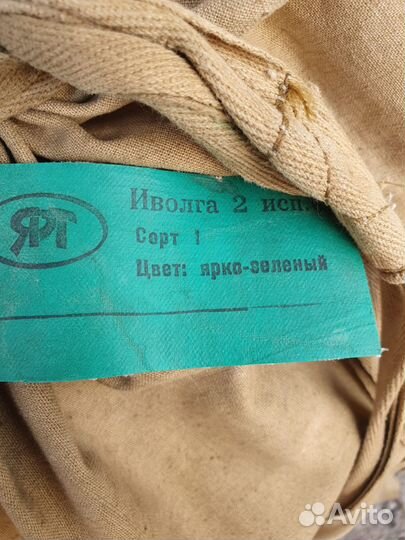 ЯРТ
Иволга 2 исп.
Сорт 1
Цвет: ярко-зеленый
Avito